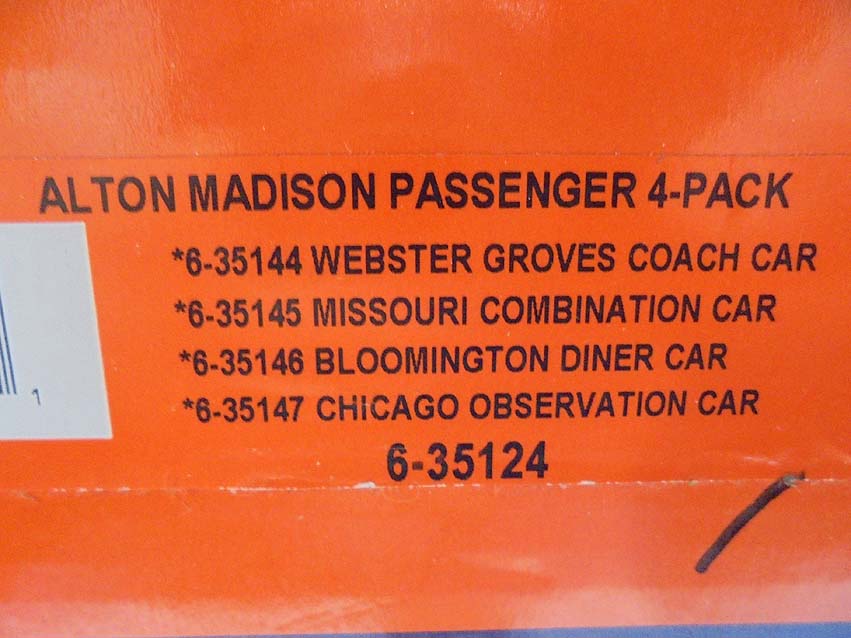 ALTON MADISON PASSENGER 4-PACK
*6-35144 WEBSTER GROVES COACH CAR
*6-35145 MISSOURI COMBINATION CAR
*6-35146 BLOOMINGTON DINER CAR
*6-35147 CHICAGO OBSERVATION CAR
1
6-35124